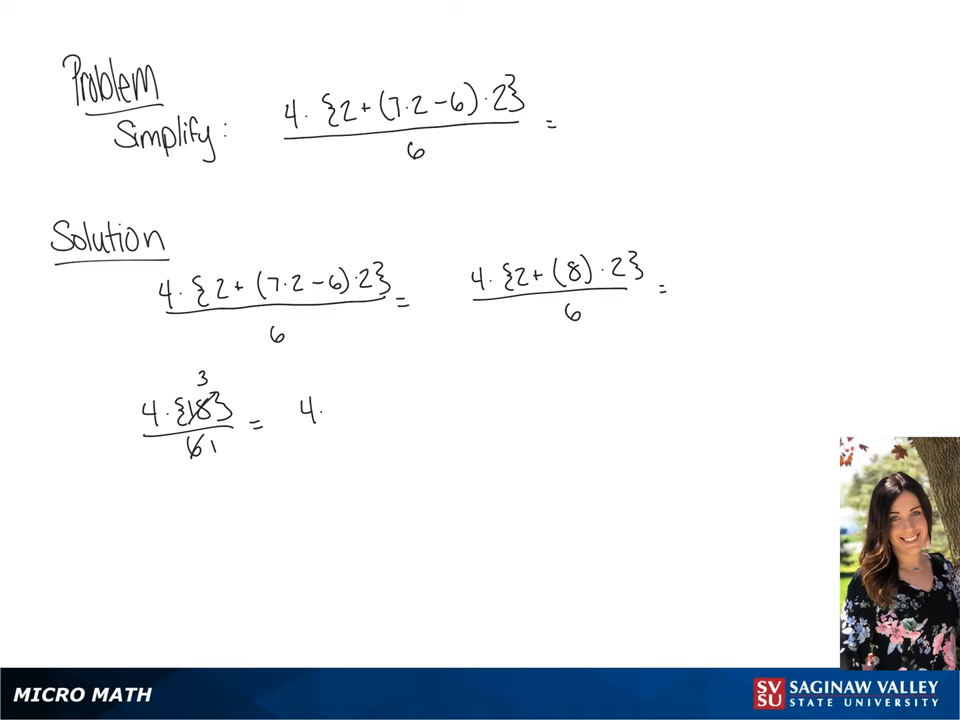 Problem
Simplify: 4 · {2 + (7 · 2 − 6) · 2} / 6 =
Solution
4 · {2 + (7 · 2 − 6) · 2} / 6 = 4 · {2 + (8) · 2} / 6 =
3
4 · {18} / 6 1 = 4 ·
MICRO MATH
SV SU SAGINAW VALLEY
STATE UNIVERSITY